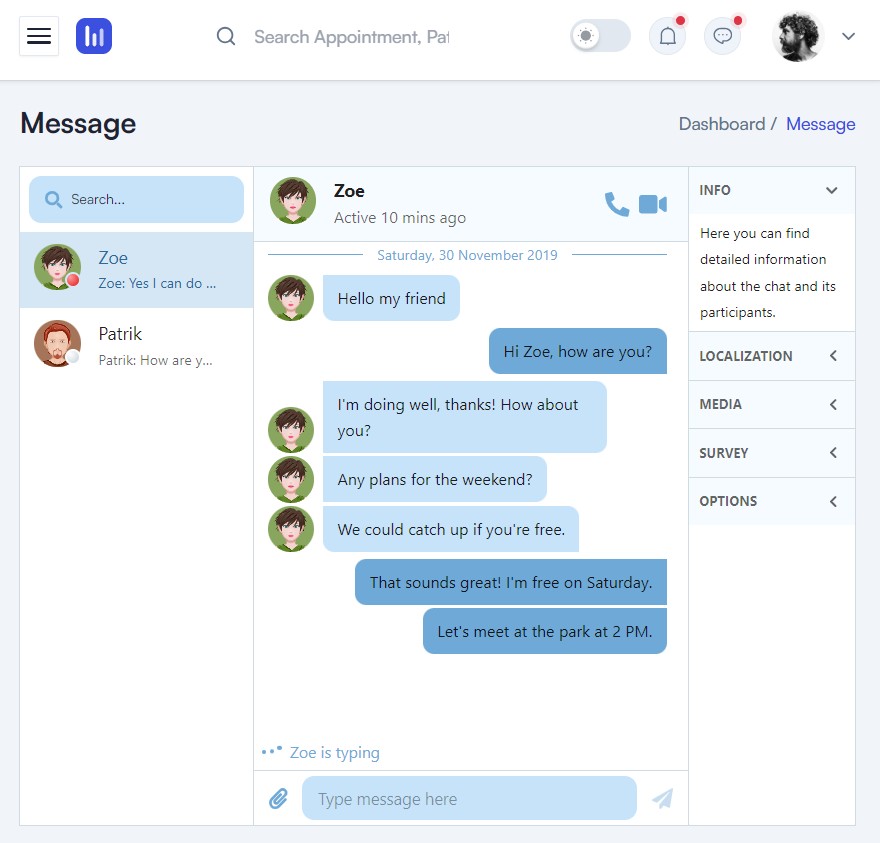 Search Appointment, Pat
Message
Dashboard / Message
Search...
Zoe
Zoe: Yes I can do ...
Patrik
Patrik: How are y...
Zoe
Active 10 mins ago
Saturday, 30 November 2019
Hello my friend
Hi Zoe, how are you?
I'm doing well, thanks! How about
you?
Any plans for the weekend?
We could catch up if you're free.
That sounds great! I'm free on Saturday.
Let's meet at the park at 2 PM.
Zoe is typing
Type message here
INFO
Here you can find
detailed information
about the chat and its
participants.
LOCALIZATION
MEDIA
SURVEY
OPTIONS